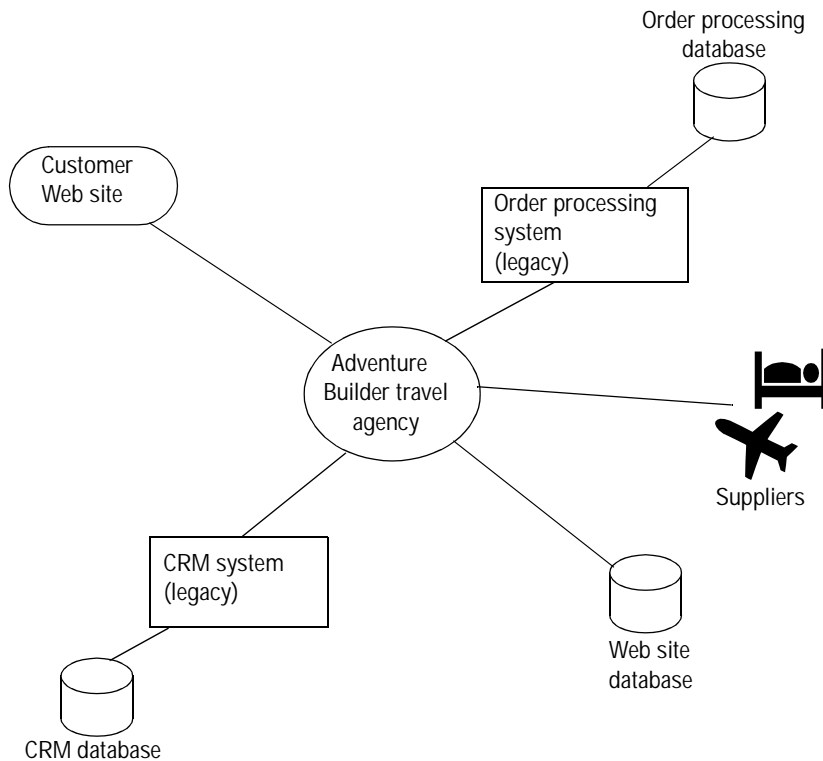 Order processing
database
Customer
Web site
Order processing
system
(legacy)
Adventure
Builder travel
agency
Suppliers
CRM system
(legacy)
Web site
database
CRM database